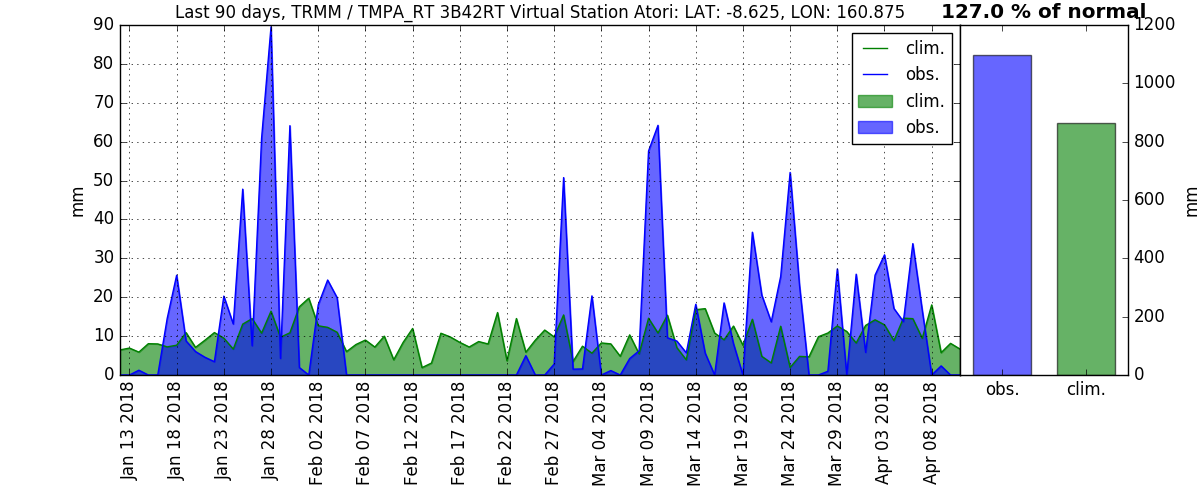 Last 90 days, TRMM / TMPA_RT 3B42RT Virtual Station Atori: LAT: -8.625, LON: 160.875
127.0 % of normal
90
80
70
60
50
40
30
20
10
0
mm
clim.
obs.
clim.
obs.
1200
1000
800
600
400
200
0
mm
obs.
clim.
Jan 13 2018
Jan 18 2018
Jan 23 2018
Jan 28 2018
Feb 02 2018
Feb 07 2018
Feb 12 2018
Feb 17 2018
Feb 22 2018
Feb 27 2018
Mar 04 2018
Mar 09 2018
Mar 14 2018
Mar 19 2018
Mar 24 2018
Mar 29 2018
Apr 03 2018
Apr 08 2018